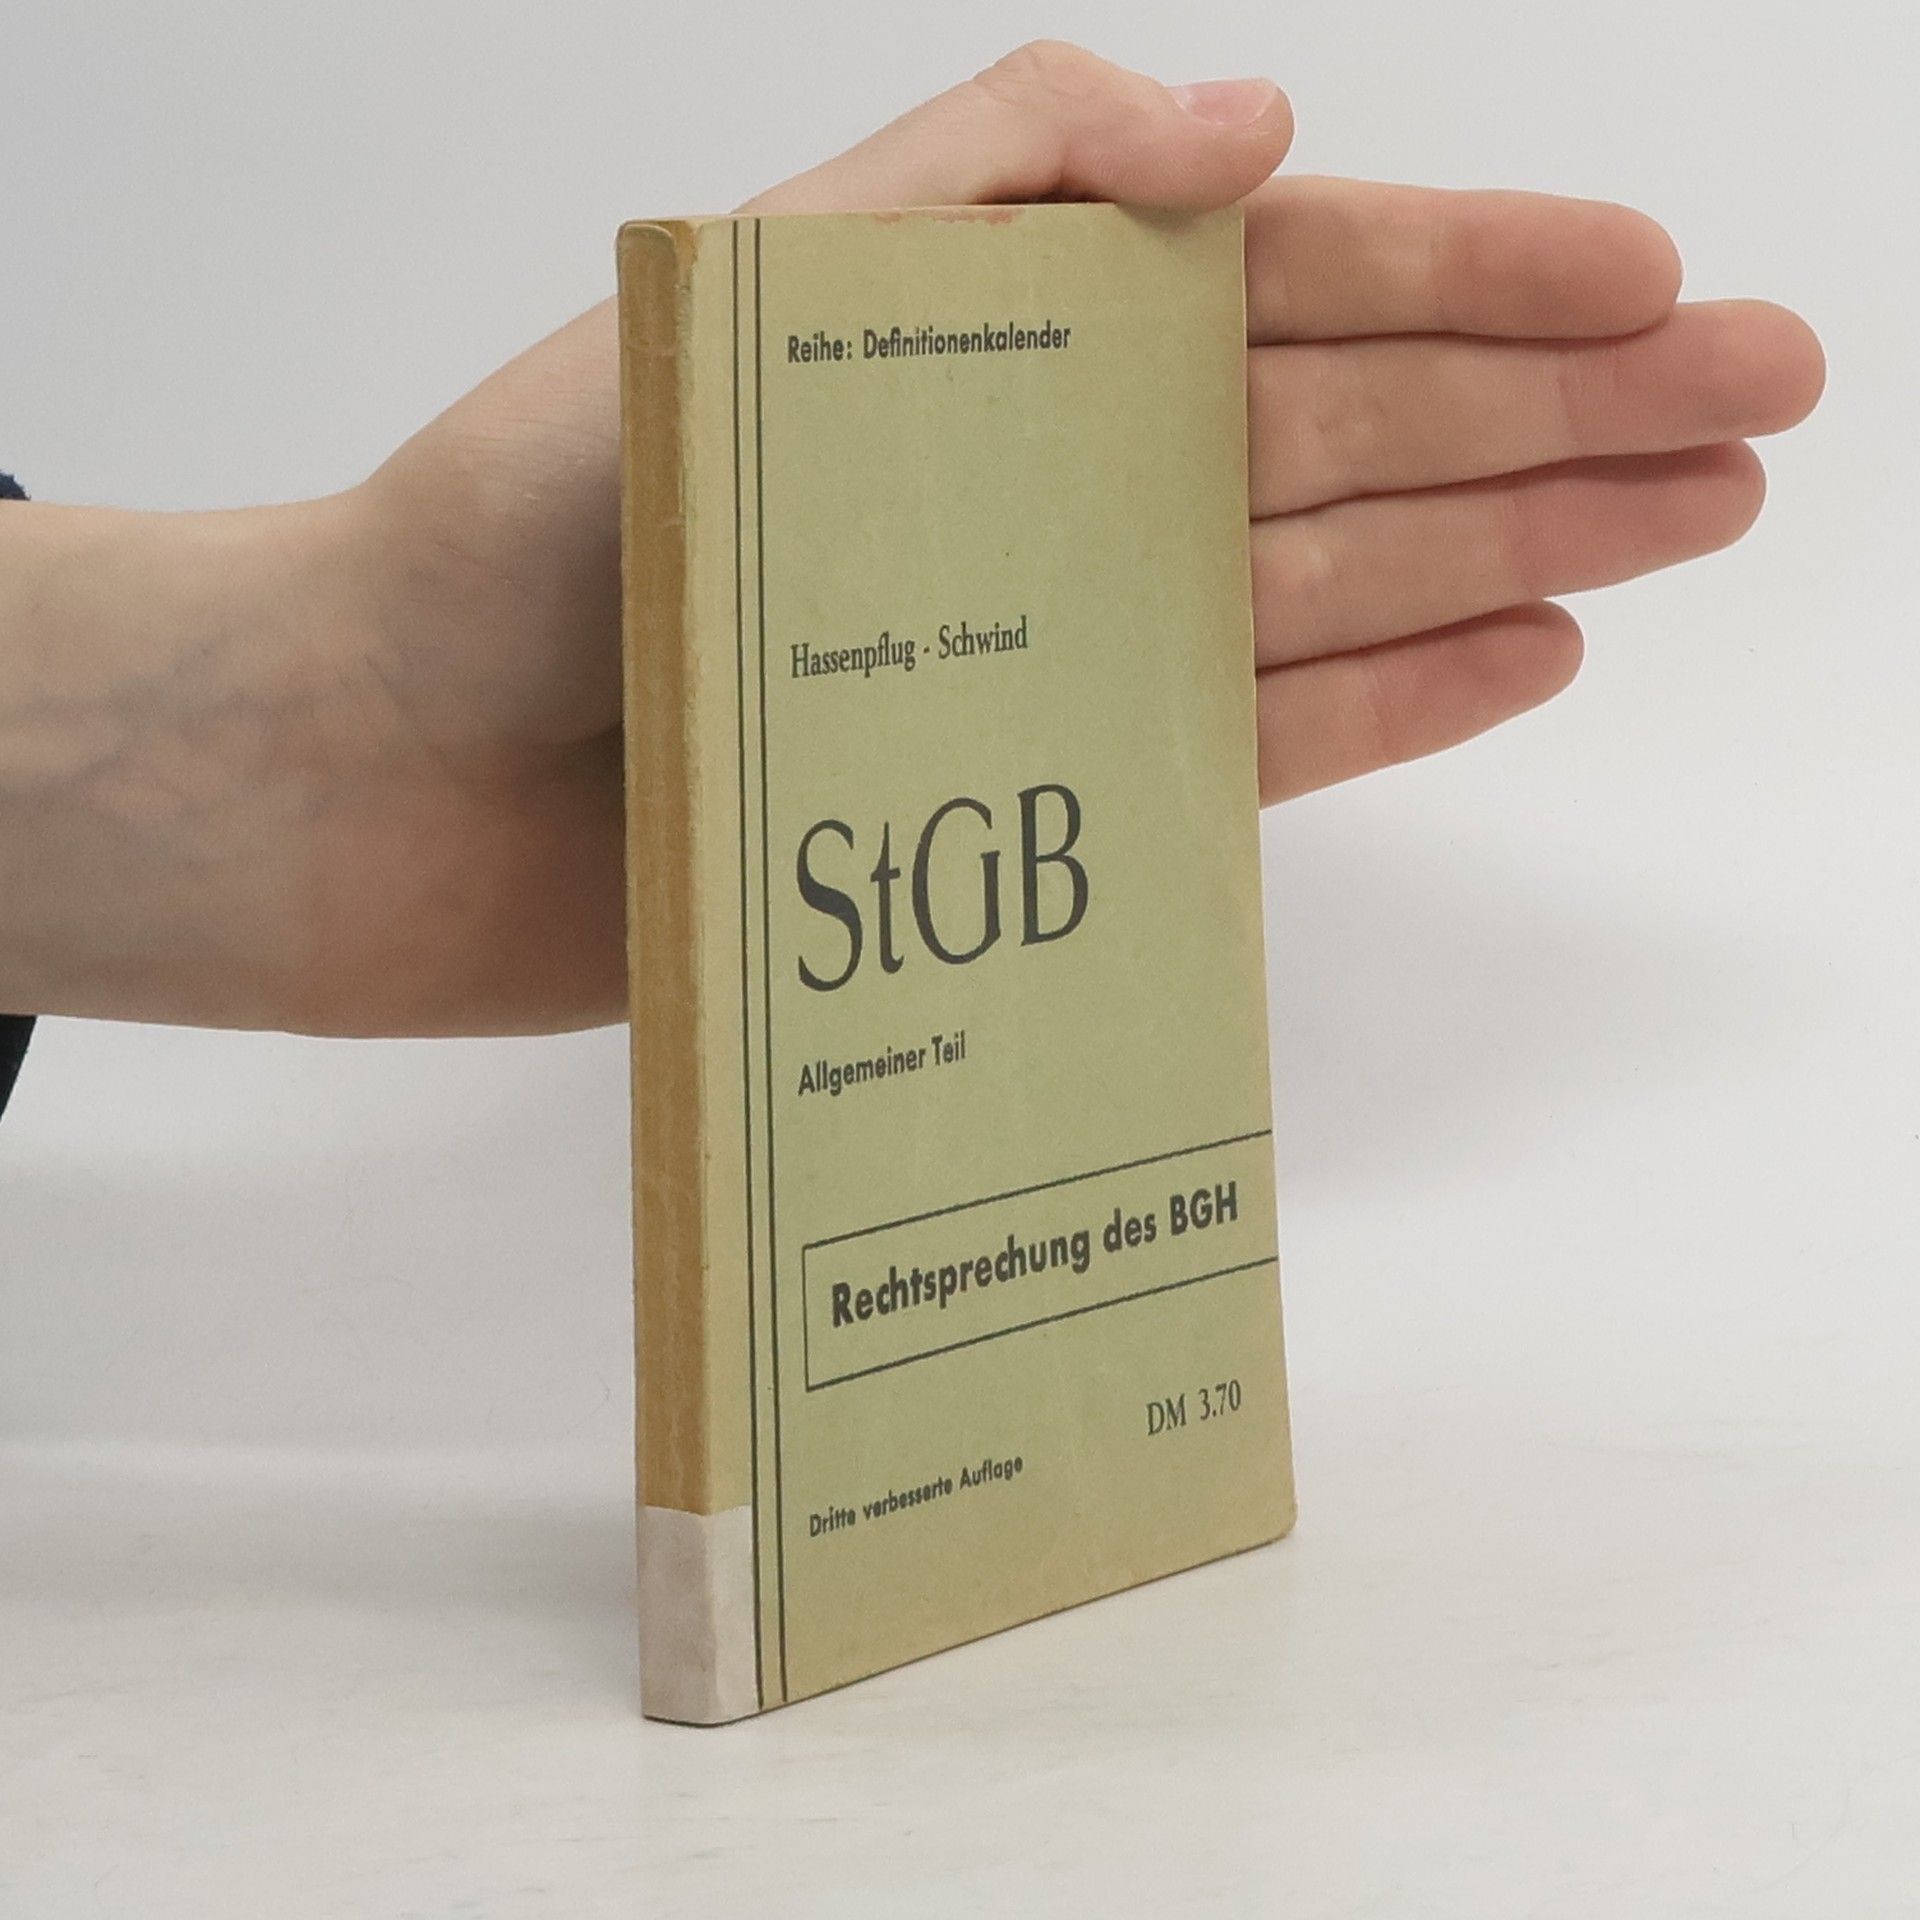 Reihe: Definitionenkalender
Hassenpflug - Schwind
StGB
Allgemeiner Teil
Rechtsprechung des BGH
DM 3.70
Dritte verbesserte Auflage